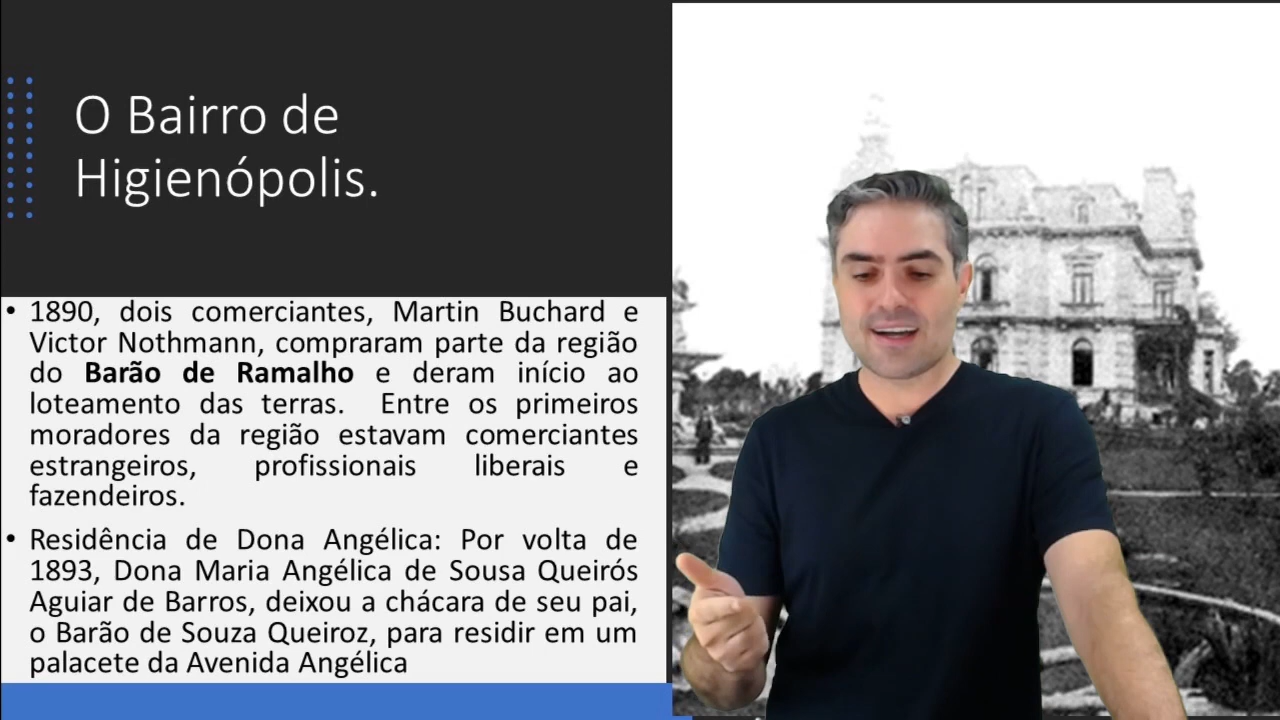 O Bairro de
Higienópolis.
• 1890, dois comerciantes, Martin Buchard e
Victor Nothmann, compraram parte da região
do Barão de Ramalho e deram início ao
loteamento das terras. Entre os primeiros
moradores da região estavam comerciantes
estrangeiros, profissionais liberais e
fazendeiros.
• Residência de Dona Angélica: Por volta de
1893, Dona Maria Angélica de Sousa Queirós
Aguiar de Barros, deixou a chácara de seu pai,
o Barão de Souza Queiroz, para residir em um
palacete da Avenida Angélica